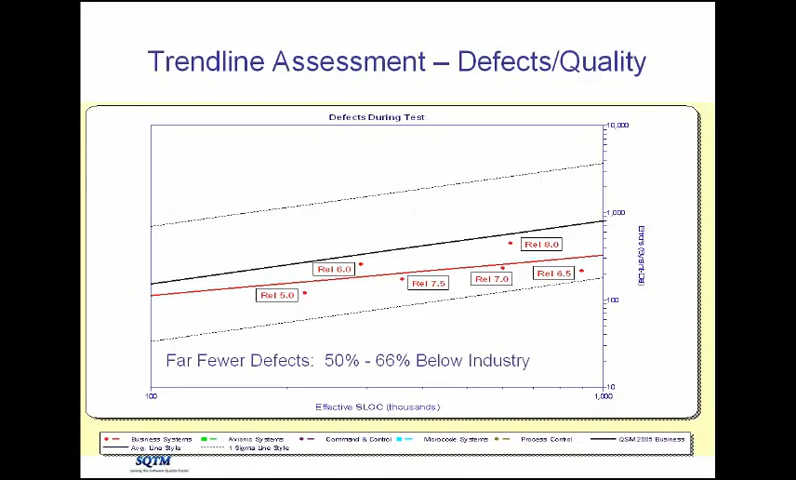 Trendline Assessment – Defects/Quality
Defects During Test
10,000
1,000
Rel 8.0
Rel 6.0
Rel 7.5
Rel 7.0
Rel 6.5
Rel 5.0
100
Errors (SysInt-Del)
Far Fewer Defects: 50% - 66% Below Industry
10
100
1,000
Effective SLOC (thousands)
Business Systems Avionic Systems Command & Control Microcode Systems Process Control QSM 2005 Business
Avg. Line Style 1 Sigma Line Style
SQTM